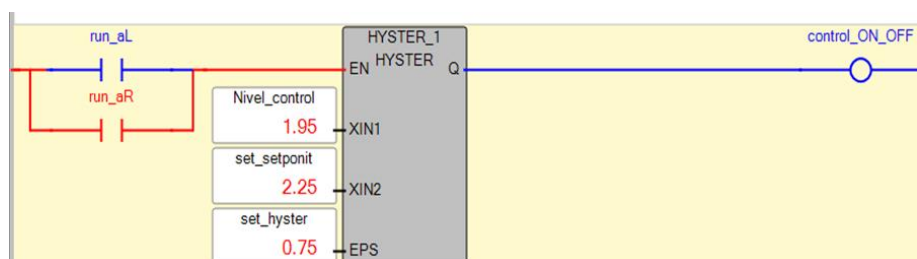 run_aL
HYSTER_1
control_ON_OFF
HYSTER
EN
Q
run_aR
Nivel_control
1.95
XIN1
set_setponit
2.25
XIN2
set_hyster
0.75
EPS